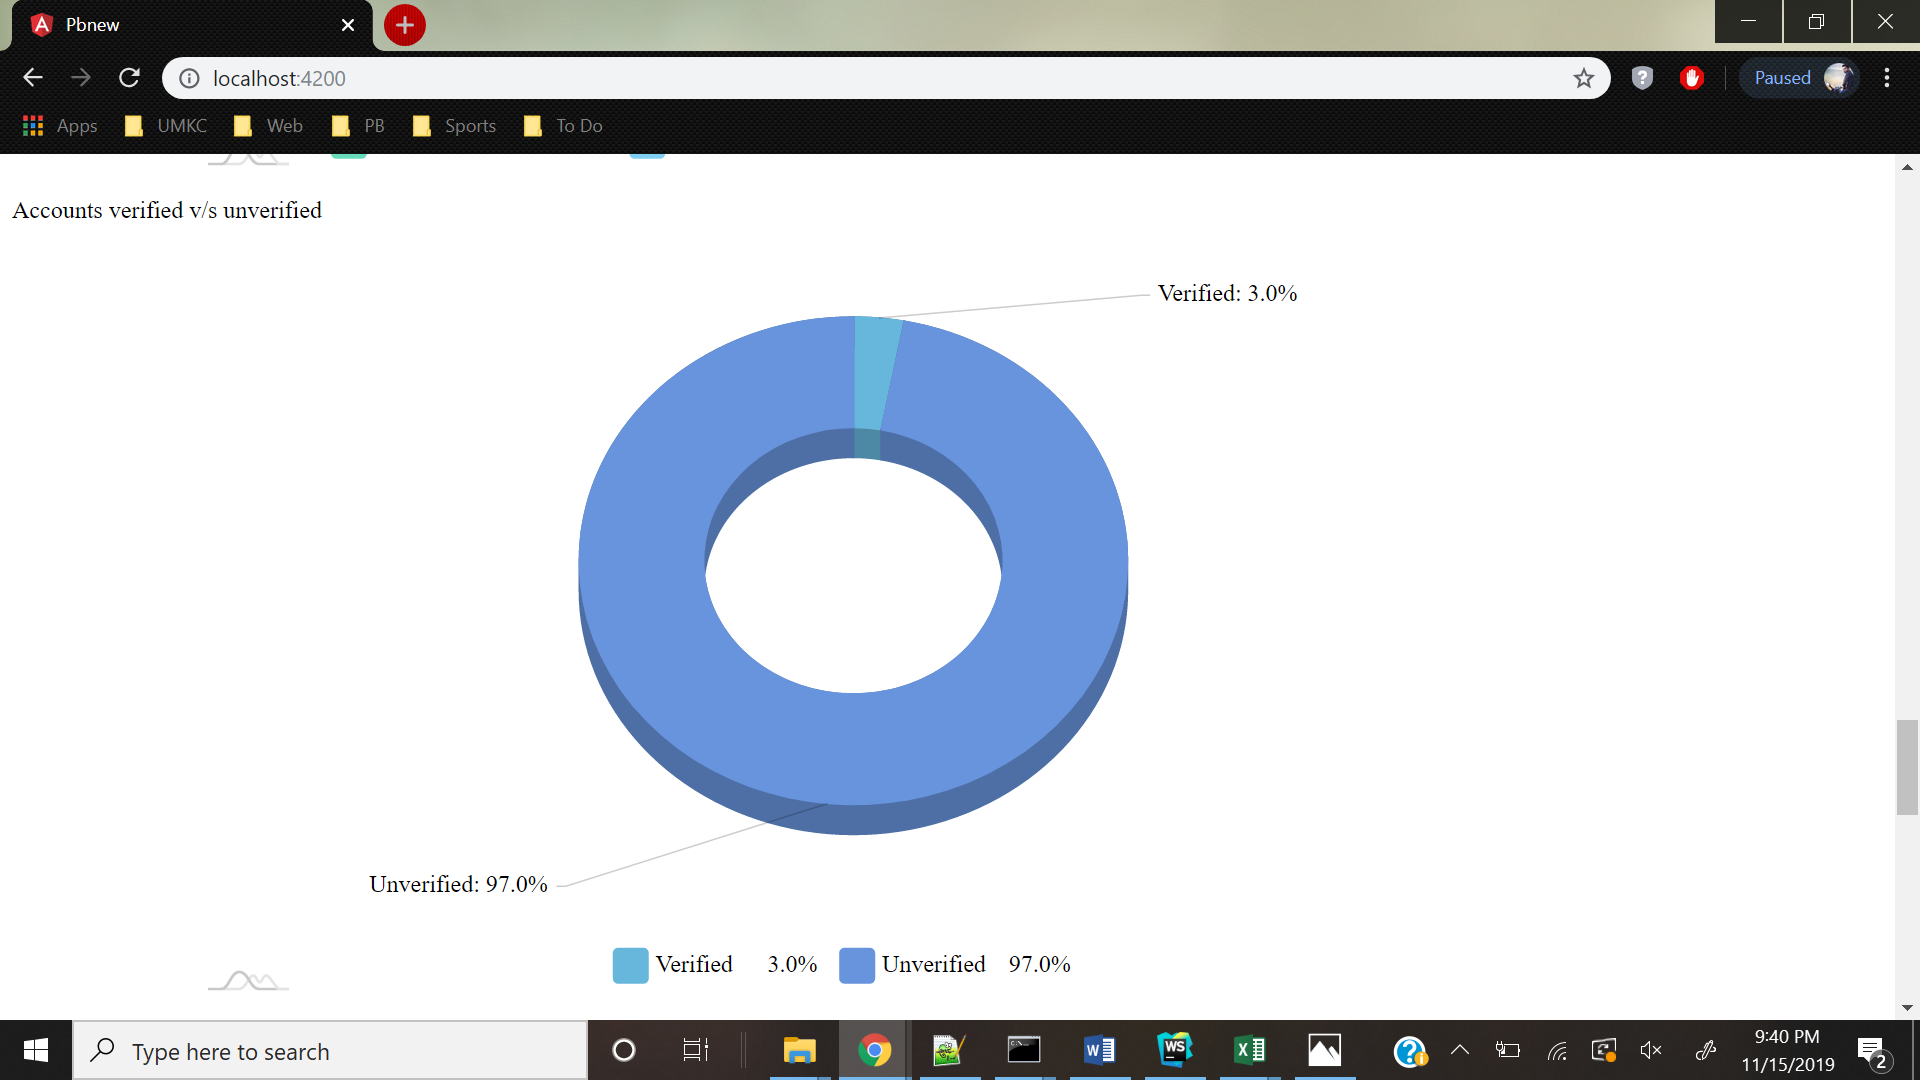 Pbnew
localhost:4200
Paused
Apps UMKC Web PB Sports To Do
Accounts verified v/s unverified
Verified: 3.0%
Unverified: 97.0%
Verified 3.0% Unverified 97.0%
Type here to search
W
WS
X
9:40 PM
11/15/2019
2